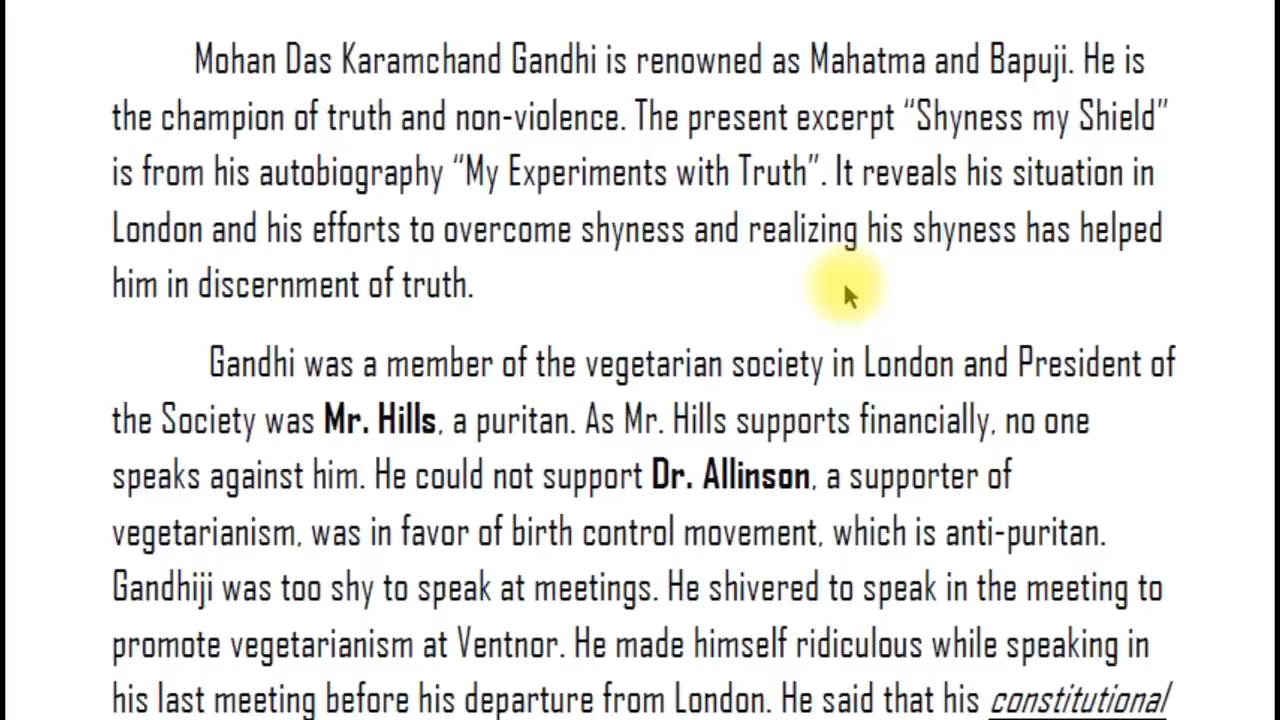 Mohan Das Karamchand Gandhi is renowned as Mahatma and Bapuji. He is
the champion of truth and non-violence. The present excerpt “Shyness my Shield”
is from his autobiography “My Experiments with Truth”. It reveals his situation in
London and his efforts to overcome shyness and realizing his shyness has helped
him in discernment of truth.
Gandhi was a member of the vegetarian society in London and President of
the Society was Mr. Hills, a puritan. As Mr. Hills supports financially, no one
speaks against him. He could not support Dr. Allinson, a supporter of
vegetarianism, was in favor of birth control movement, which is anti-puritan.
Gandhiji was too shy to speak at meetings. He shivered to speak in the meeting to
promote vegetarianism at Ventnor. He made himself ridiculous while speaking in
his last meeting before his departure from London. He said that his constitutional